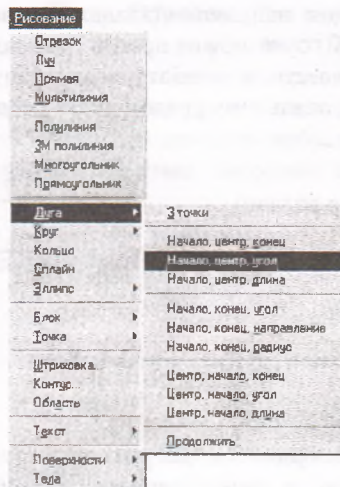 Рисование
Отрезок
Луч
Прямая
Мультилиния
Полилиния
3М полилиния
Многоугольник
Прямоугольник
Дуга
Круг
Кольцо
Сплайн
Эллипс
Блок
Точка
Штриховка...
Контур...
Область
Текст
Поверхности
Тела
3 точки
Начало, центр, конец
Начало, центр, угол
Начало, центр, длина
Начало, конец, угол
Начало, конец, направление
Начало, конец, радиус
Центр, начало, конец
Центр, начало, угол
Центр, начало, длина
Продолжить